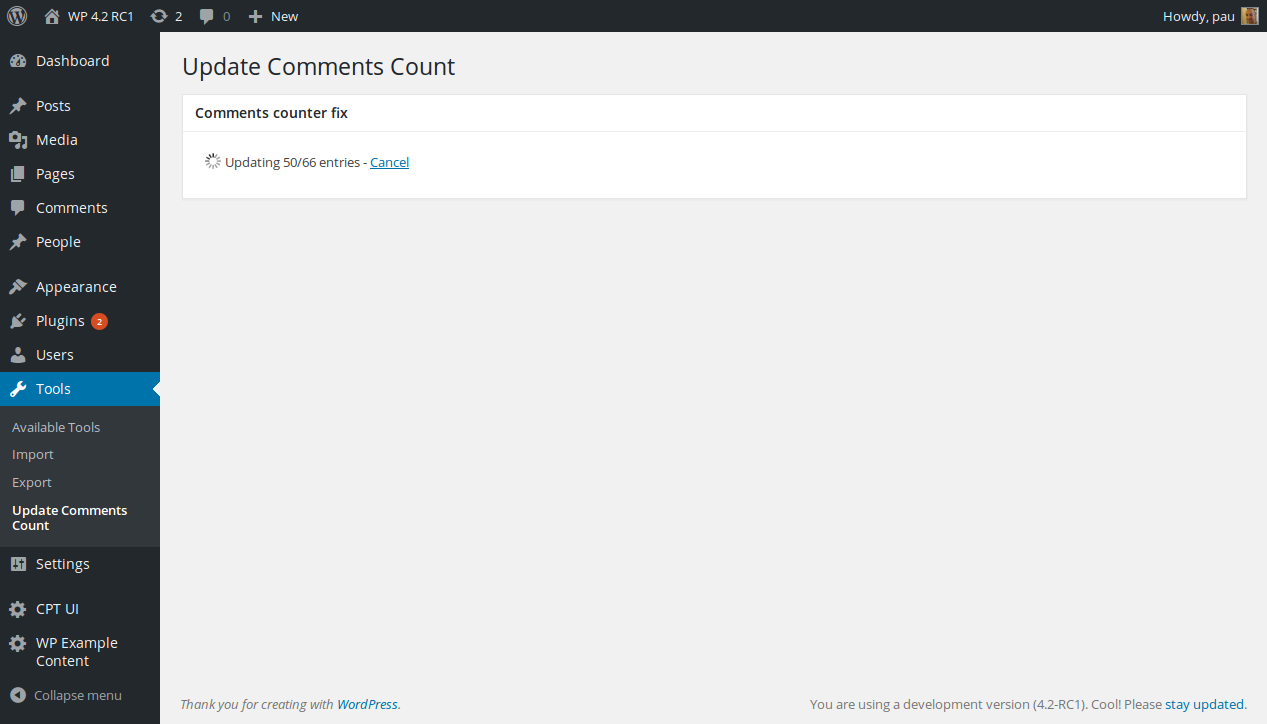 WP 4.2 RC1 2 0 New Howdy, pau
Dashboard
Posts
Media
Pages
Comments
People
Appearance
Plugins 2
Users
Tools
Available Tools
Import
Export
Update Comments
Count
Settings
CPT UI
WP Example
Content
Collapse menu
Update Comments Count
Comments counter fix
Updating 50/66 entries - Cancel
Thank you for creating with WordPress.
You are using a development version (4.2-RC1). Cool! Please stay updated.